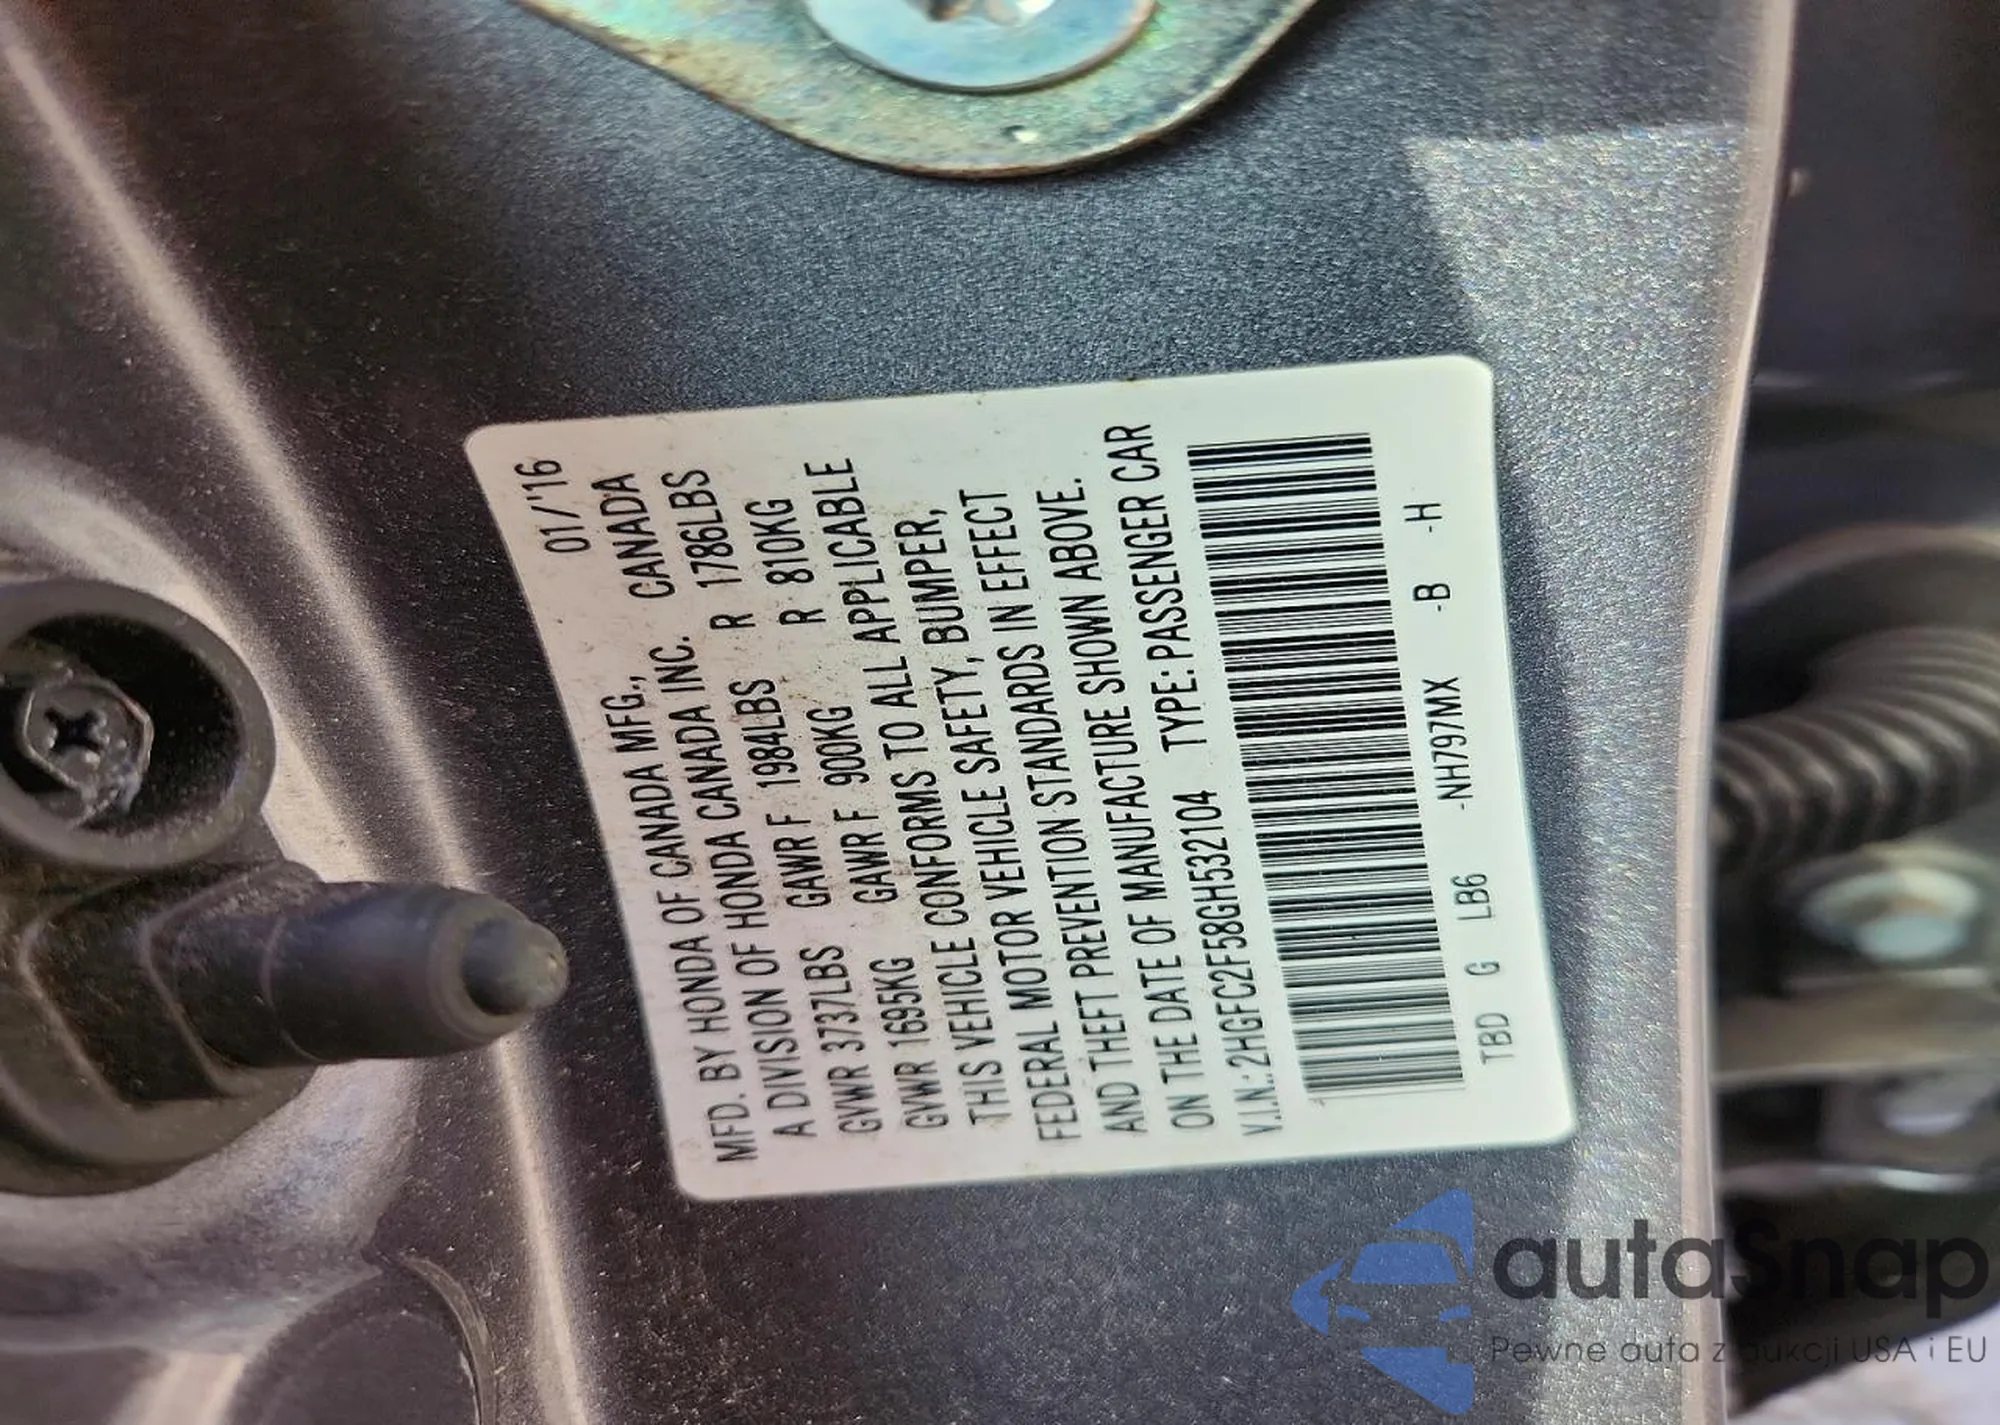 01/'16
MFD. BY HONDA OF CANADA MFG., CANADA
A DIVISION OF HONDA CANADA INC.
GVWR 3737LBS GAWR F 1984LBS R 1786LBS
GVWR 1695KG GAWR F 900KG R 810KG
THIS VEHICLE CONFORMS TO ALL APPLICABLE
FEDERAL MOTOR VEHICLE SAFETY, BUMPER,
AND THEFT PREVENTION STANDARDS IN EFFECT
ON THE DATE OF MANUFACTURE SHOWN ABOVE.
V.I.N.:2HGFC2F58GH532104 TYPE:PASSENGER CAR
TBD G LB6 -NH797MX -B -H
autaSnap
Pewne auta z aukcji USA i EU